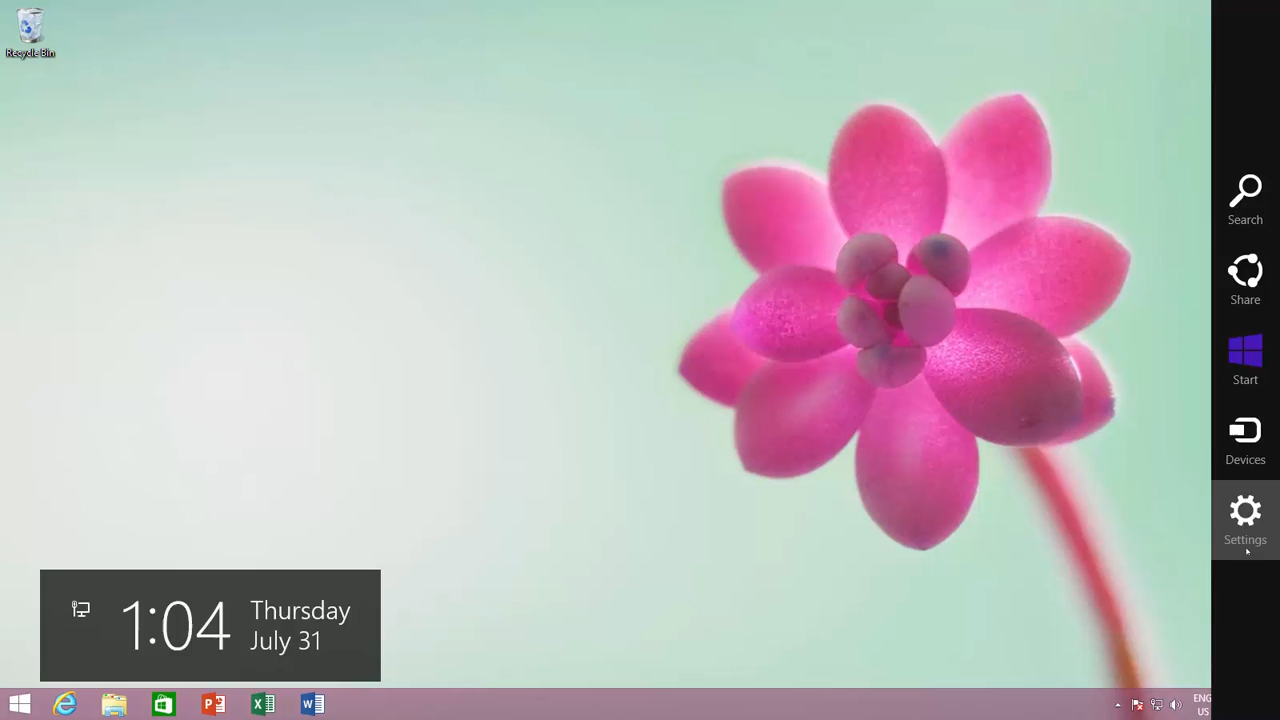 Recycle Bin
Search
Share
Start
Devices
Settings
1:04
Thursday
July 31
ENG
US